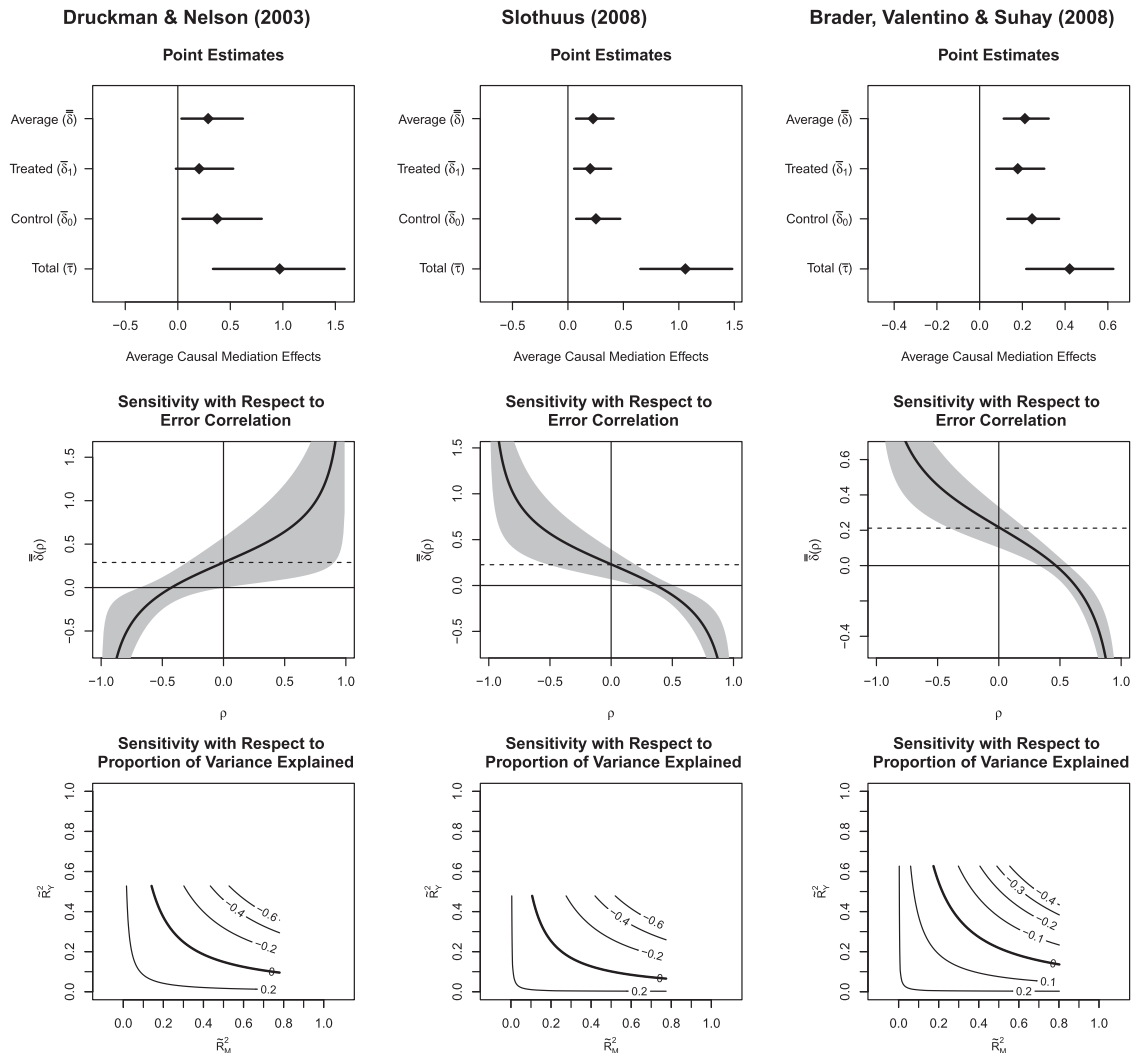 Druckman & Nelson (2003)
Slothuus (2008)
Brader, Valentino & Suhay (2008)
Point Estimates
Average (δ̿)
Treated (δ̅₁)
Control (δ̅₀)
Total (τ̅)
−0.5 0.0 0.5 1.0 1.5
Average Causal Mediation Effects
Point Estimates
Average (δ̿)
Treated (δ̅₁)
Control (δ̅₀)
Total (τ̅)
−0.5 0.0 0.5 1.0 1.5
Average Causal Mediation Effects
Point Estimates
Average (δ̿)
Treated (δ̅₁)
Control (δ̅₀)
Total (τ̅)
−0.4 −0.2 0.0 0.2 0.4 0.6
Average Causal Mediation Effects
Sensitivity with Respect to
Error Correlation
δ̿(ρ)
−0.5 0.0 0.5 1.0 1.5
−1.0 −0.5 0.0 0.5 1.0
ρ
Sensitivity with Respect to
Error Correlation
δ̿(ρ)
−0.5 0.0 0.5 1.0 1.5
−1.0 −0.5 0.0 0.5 1.0
ρ
Sensitivity with Respect to
Error Correlation
δ̿(ρ)
−0.4 0.0 0.2 0.4 0.6
−1.0 −0.5 0.0 0.5 1.0
ρ
Sensitivity with Respect to
Proportion of Variance Explained
R̃²Y
0.0 0.2 0.4 0.6 0.8 1.0
−0.6
−0.4
−0.2
0
0.2
0.0 0.2 0.4 0.6 0.8 1.0
R̃²M
Sensitivity with Respect to
Proportion of Variance Explained
R̃²Y
0.0 0.2 0.4 0.6 0.8 1.0
−0.6
−0.4
−0.2
0
0.2
0.0 0.2 0.4 0.6 0.8 1.0
R̃²M
Sensitivity with Respect to
Proportion of Variance Explained
R̃²Y
0.0 0.2 0.4 0.6 0.8 1.0
−0.4
−0.3
−0.2
−0.1
0
0.1
0.2
0.0 0.2 0.4 0.6 0.8 1.0
R̃²M